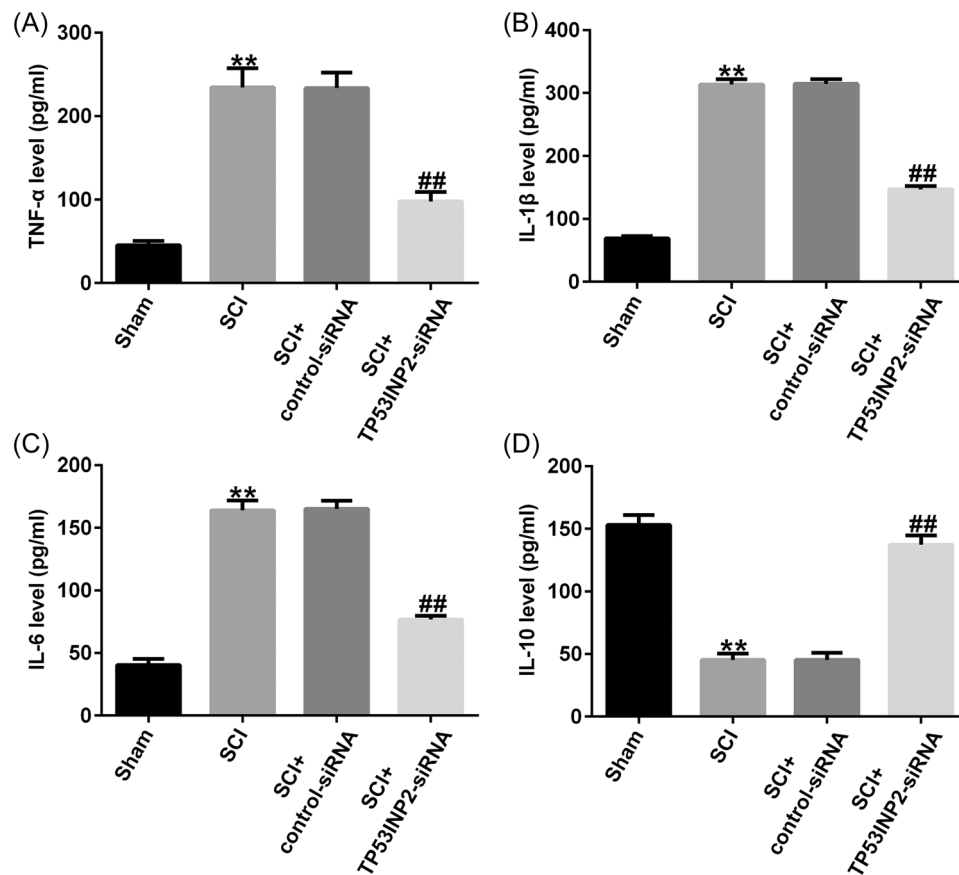 (A)
TNF-α level (pg/ml)
300
200
100
0
**
##
Sham
SCI
SCI+
control-siRNA
SCI+
TP53INP2-siRNA
(B)
IL-1β level (pg/ml)
400
300
200
100
0
**
##
Sham
SCI
SCI+
control-siRNA
SCI+
TP53INP2-siRNA
(C)
IL-6 level (pg/ml)
200
150
100
50
0
**
##
Sham
SCI
SCI+
control-siRNA
SCI+
TP53INP2-siRNA
(D)
IL-10 level (pg/ml)
200
150
100
50
0
**
##
Sham
SCI
SCI+
control-siRNA
SCI+
TP53INP2-siRNA